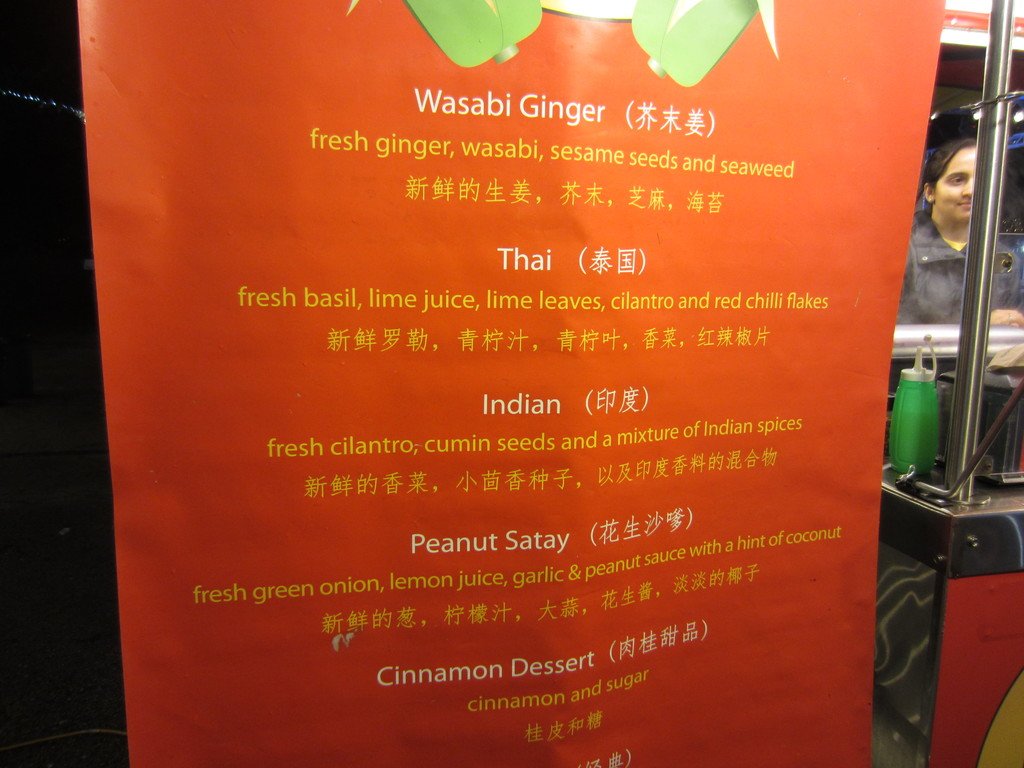 Wasabi Ginger （芥末姜）
fresh ginger, wasabi, sesame seeds and seaweed
新鲜的生姜，芥末，芝麻，海苔
Thai （泰国）
fresh basil, lime juice, lime leaves, cilantro and red chilli flakes
新鲜罗勒，青柠汁，青柠叶，香菜，红辣椒片
Indian （印度）
fresh cilantro, cumin seeds and a mixture of Indian spices
新鲜的香菜，小茴香种子，以及印度香料的混合物
Peanut Satay （花生沙嗲）
fresh green onion, lemon juice, garlic & peanut sauce with a hint of coconut
新鲜的葱，柠檬汁，大蒜，花生酱，淡淡的椰子
Cinnamon Dessert （肉桂甜品）
cinnamon and sugar
桂皮和糖
（经典）